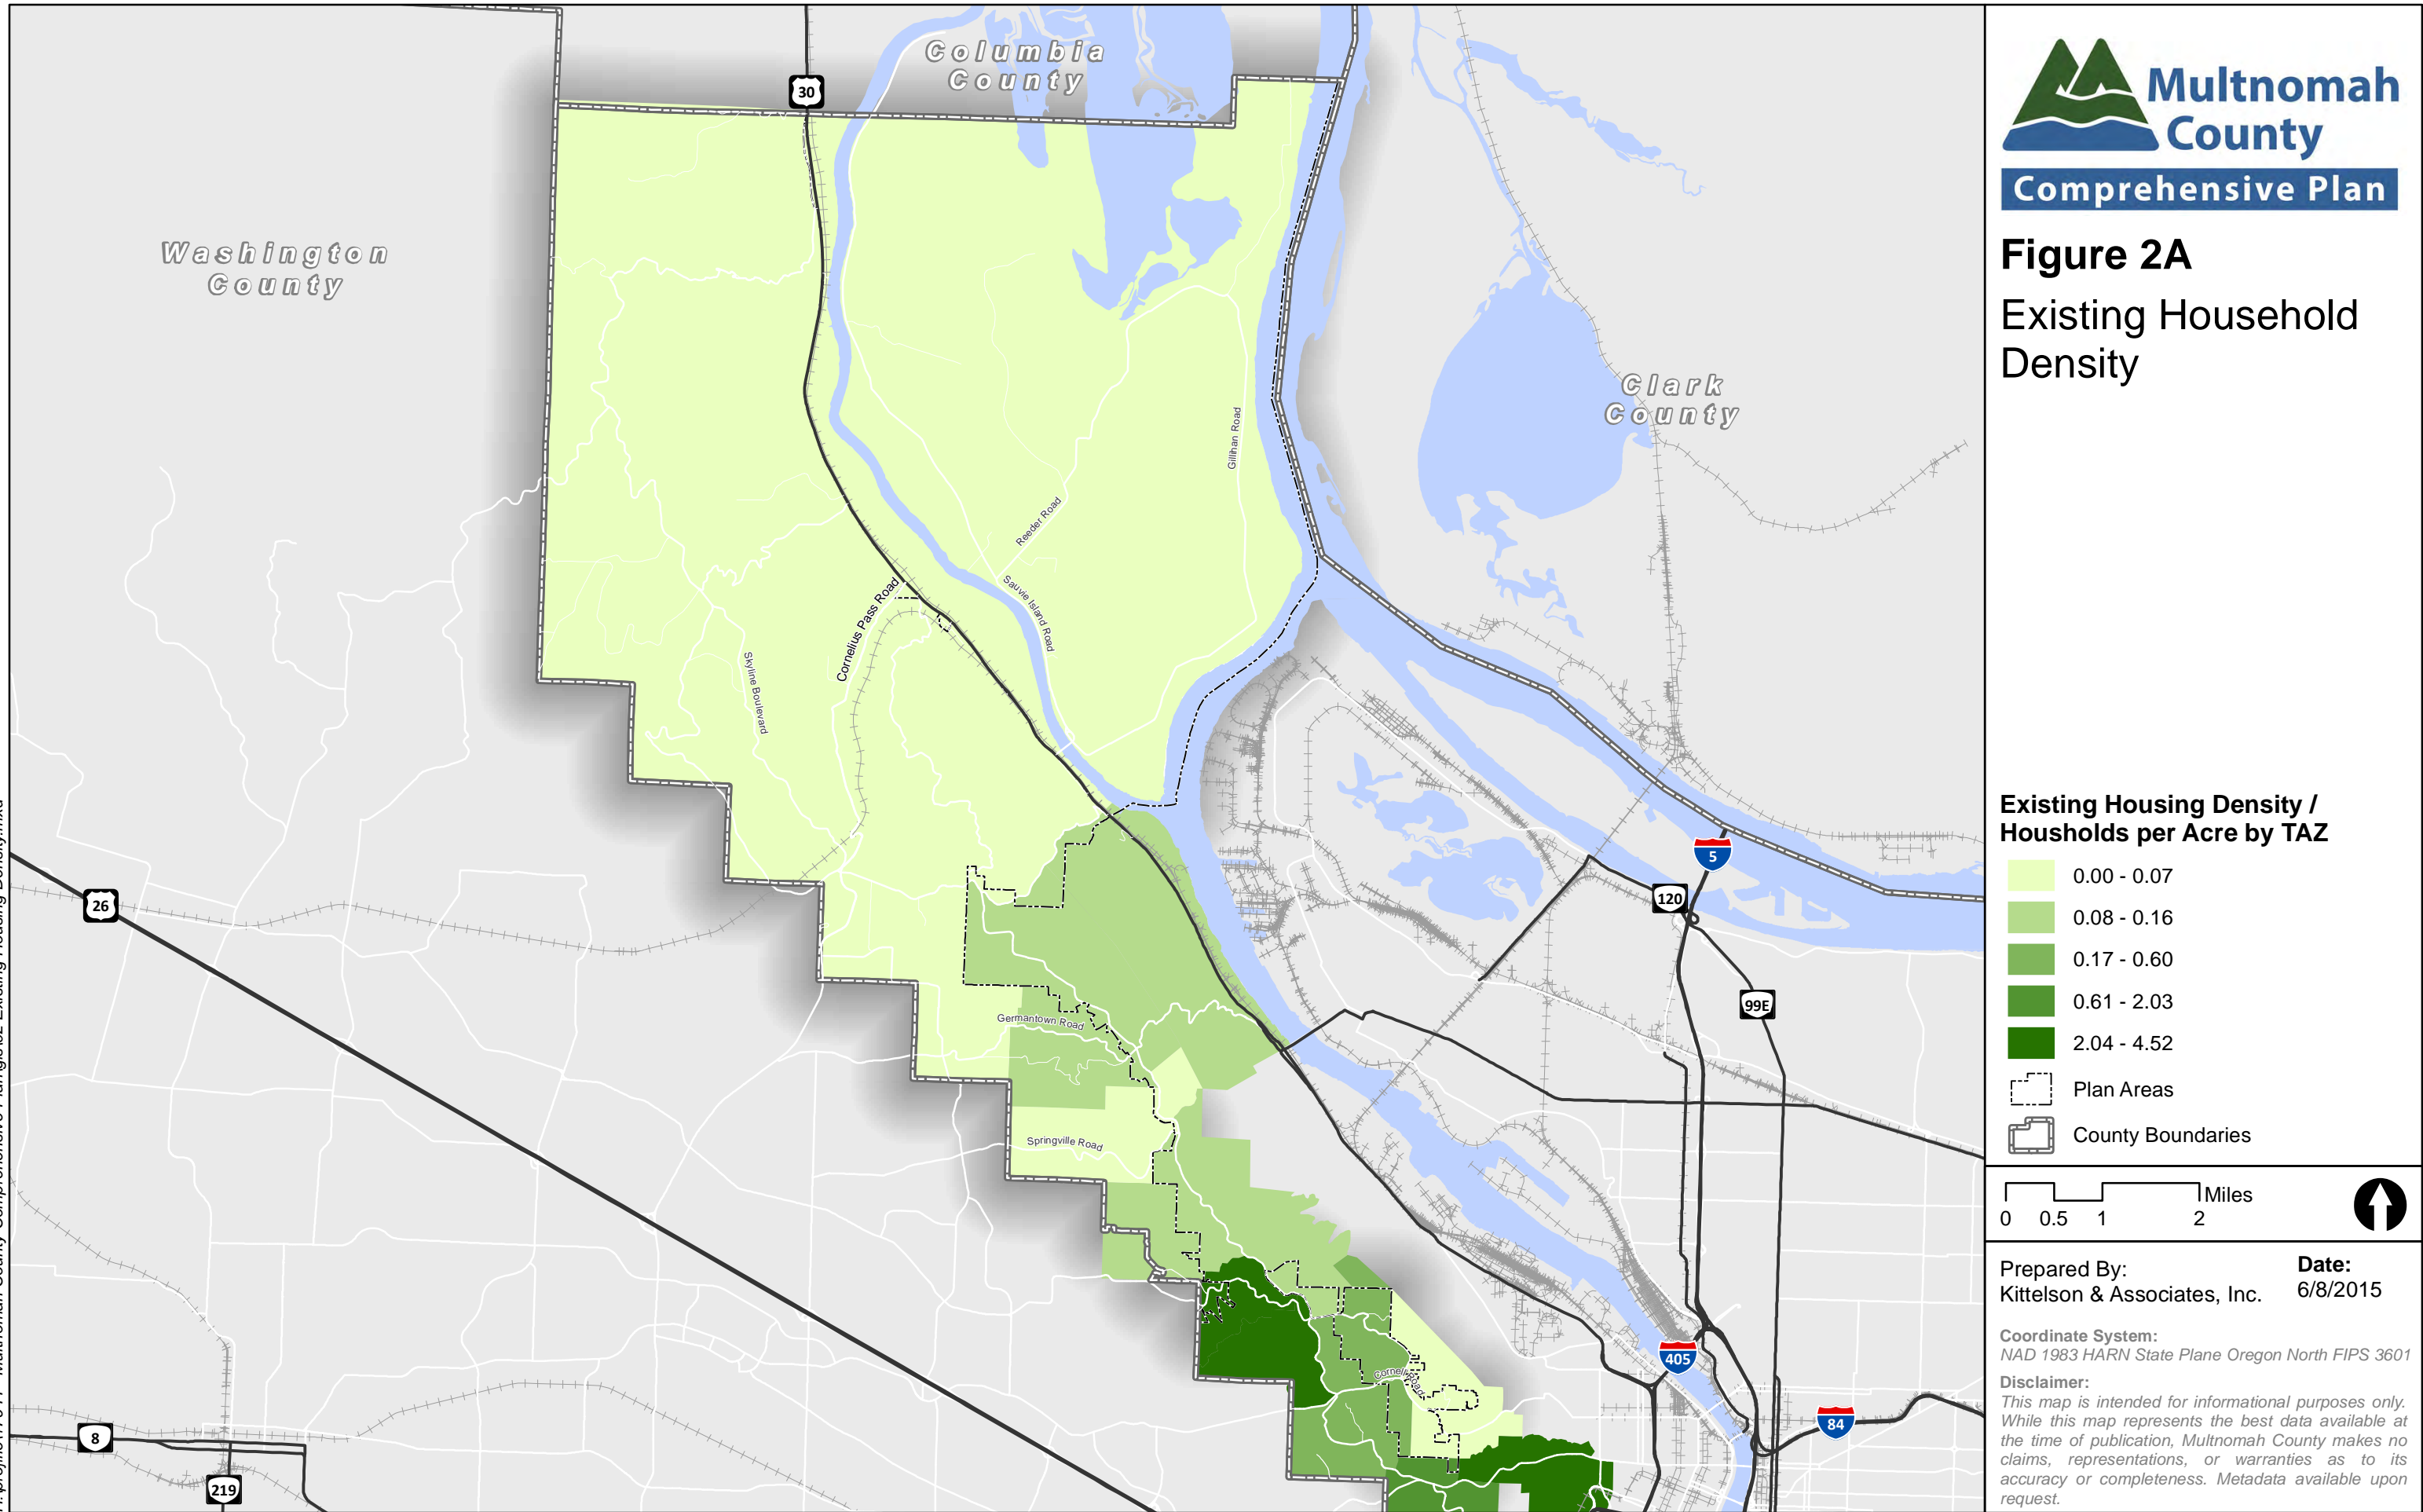 Columbia
County
30
Washington
County
Clark
County
Gillihan Road
Reeder Road
Sauvie Island Road
Cornelius Pass Road
Skyline Boulevard
Germantown Road
Springville Road
Cornell Road
26
8
219
5
120
99E
405
84
Multnomah
County
Comprehensive Plan
Figure 2A
Existing Household
Density
Existing Housing Density /
Housholds per Acre by TAZ
0.00 - 0.07
0.08 - 0.16
0.17 - 0.60
0.61 - 2.03
2.04 - 4.52
Plan Areas
County Boundaries
Miles
0 0.5 1 2
Prepared By:
Kittelson & Associates, Inc.
Date:
6/8/2015
Coordinate System:
NAD 1983 HARN State Plane Oregon North FIPS 3601
Disclaimer:
This map is intended for informational purposes only.
While this map represents the best data available at
the time of publication, Multnomah County makes no
claims, representations, or warranties as to its
accuracy or completeness. Metadata available upon
request.